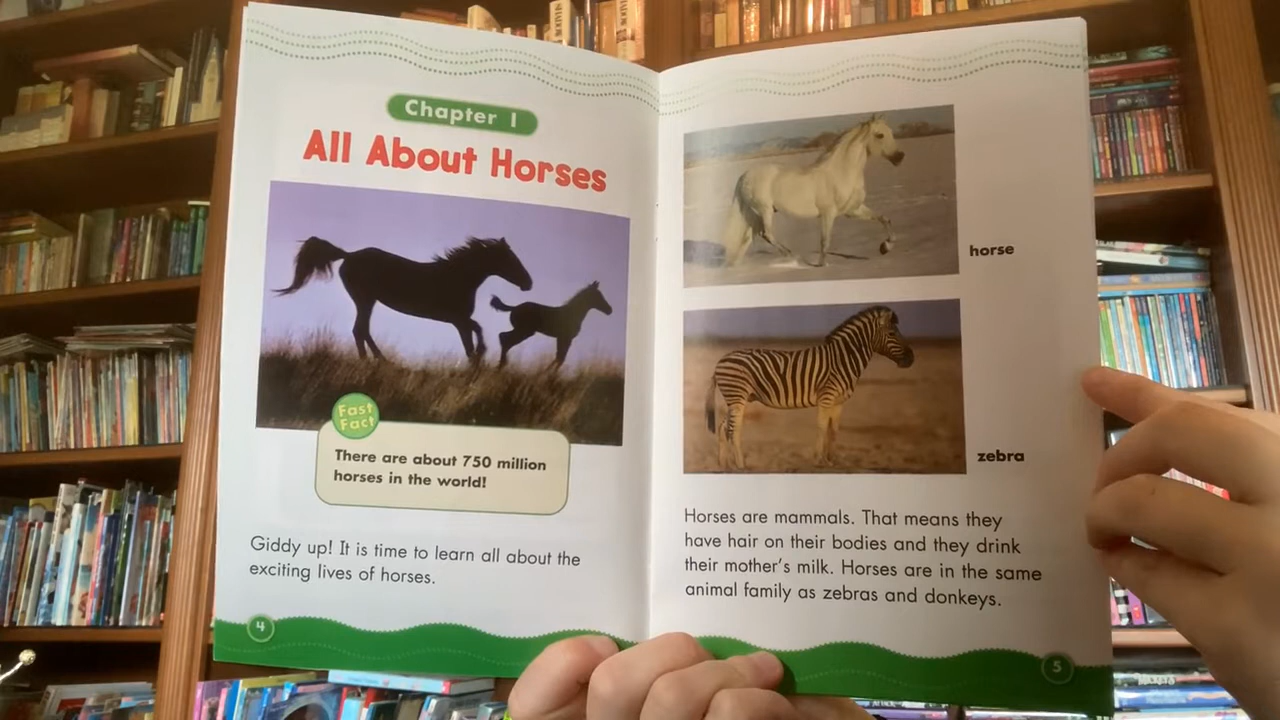 Chapter 1
All About Horses
Fast
Fact
There are about 750 million
horses in the world!
Giddy up! It is time to learn all about the
exciting lives of horses.
4
horse
zebra
Horses are mammals. That means they
have hair on their bodies and they drink
their mother's milk. Horses are in the same
animal family as zebras and donkeys.
5